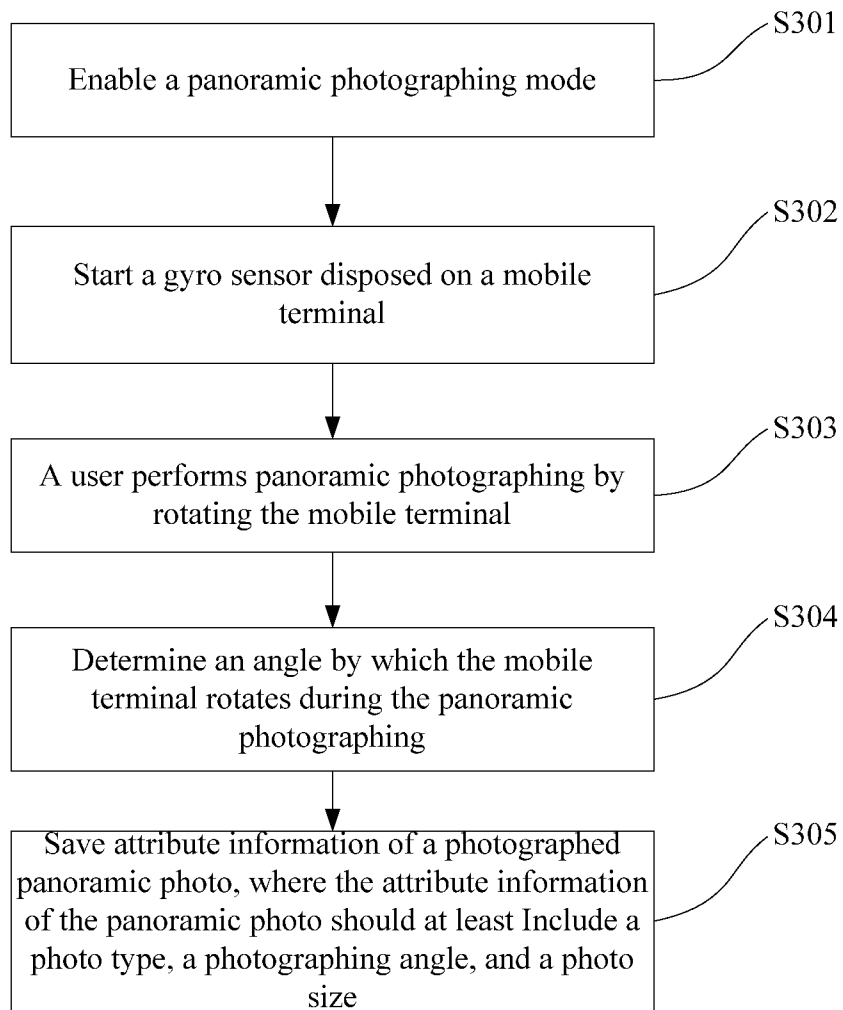 S301
Enable a panoramic photographing mode
S302
Start a gyro sensor disposed on a mobile
terminal
S303
A user performs panoramic photographing by
rotating the mobile terminal
S304
Determine an angle by which the mobile
terminal rotates during the panoramic
photographing
S305
Save attribute information of a photographed
panoramic photo, where the attribute information
of the panoramic photo should at least Include a
photo type, a photographing angle, and a photo
size